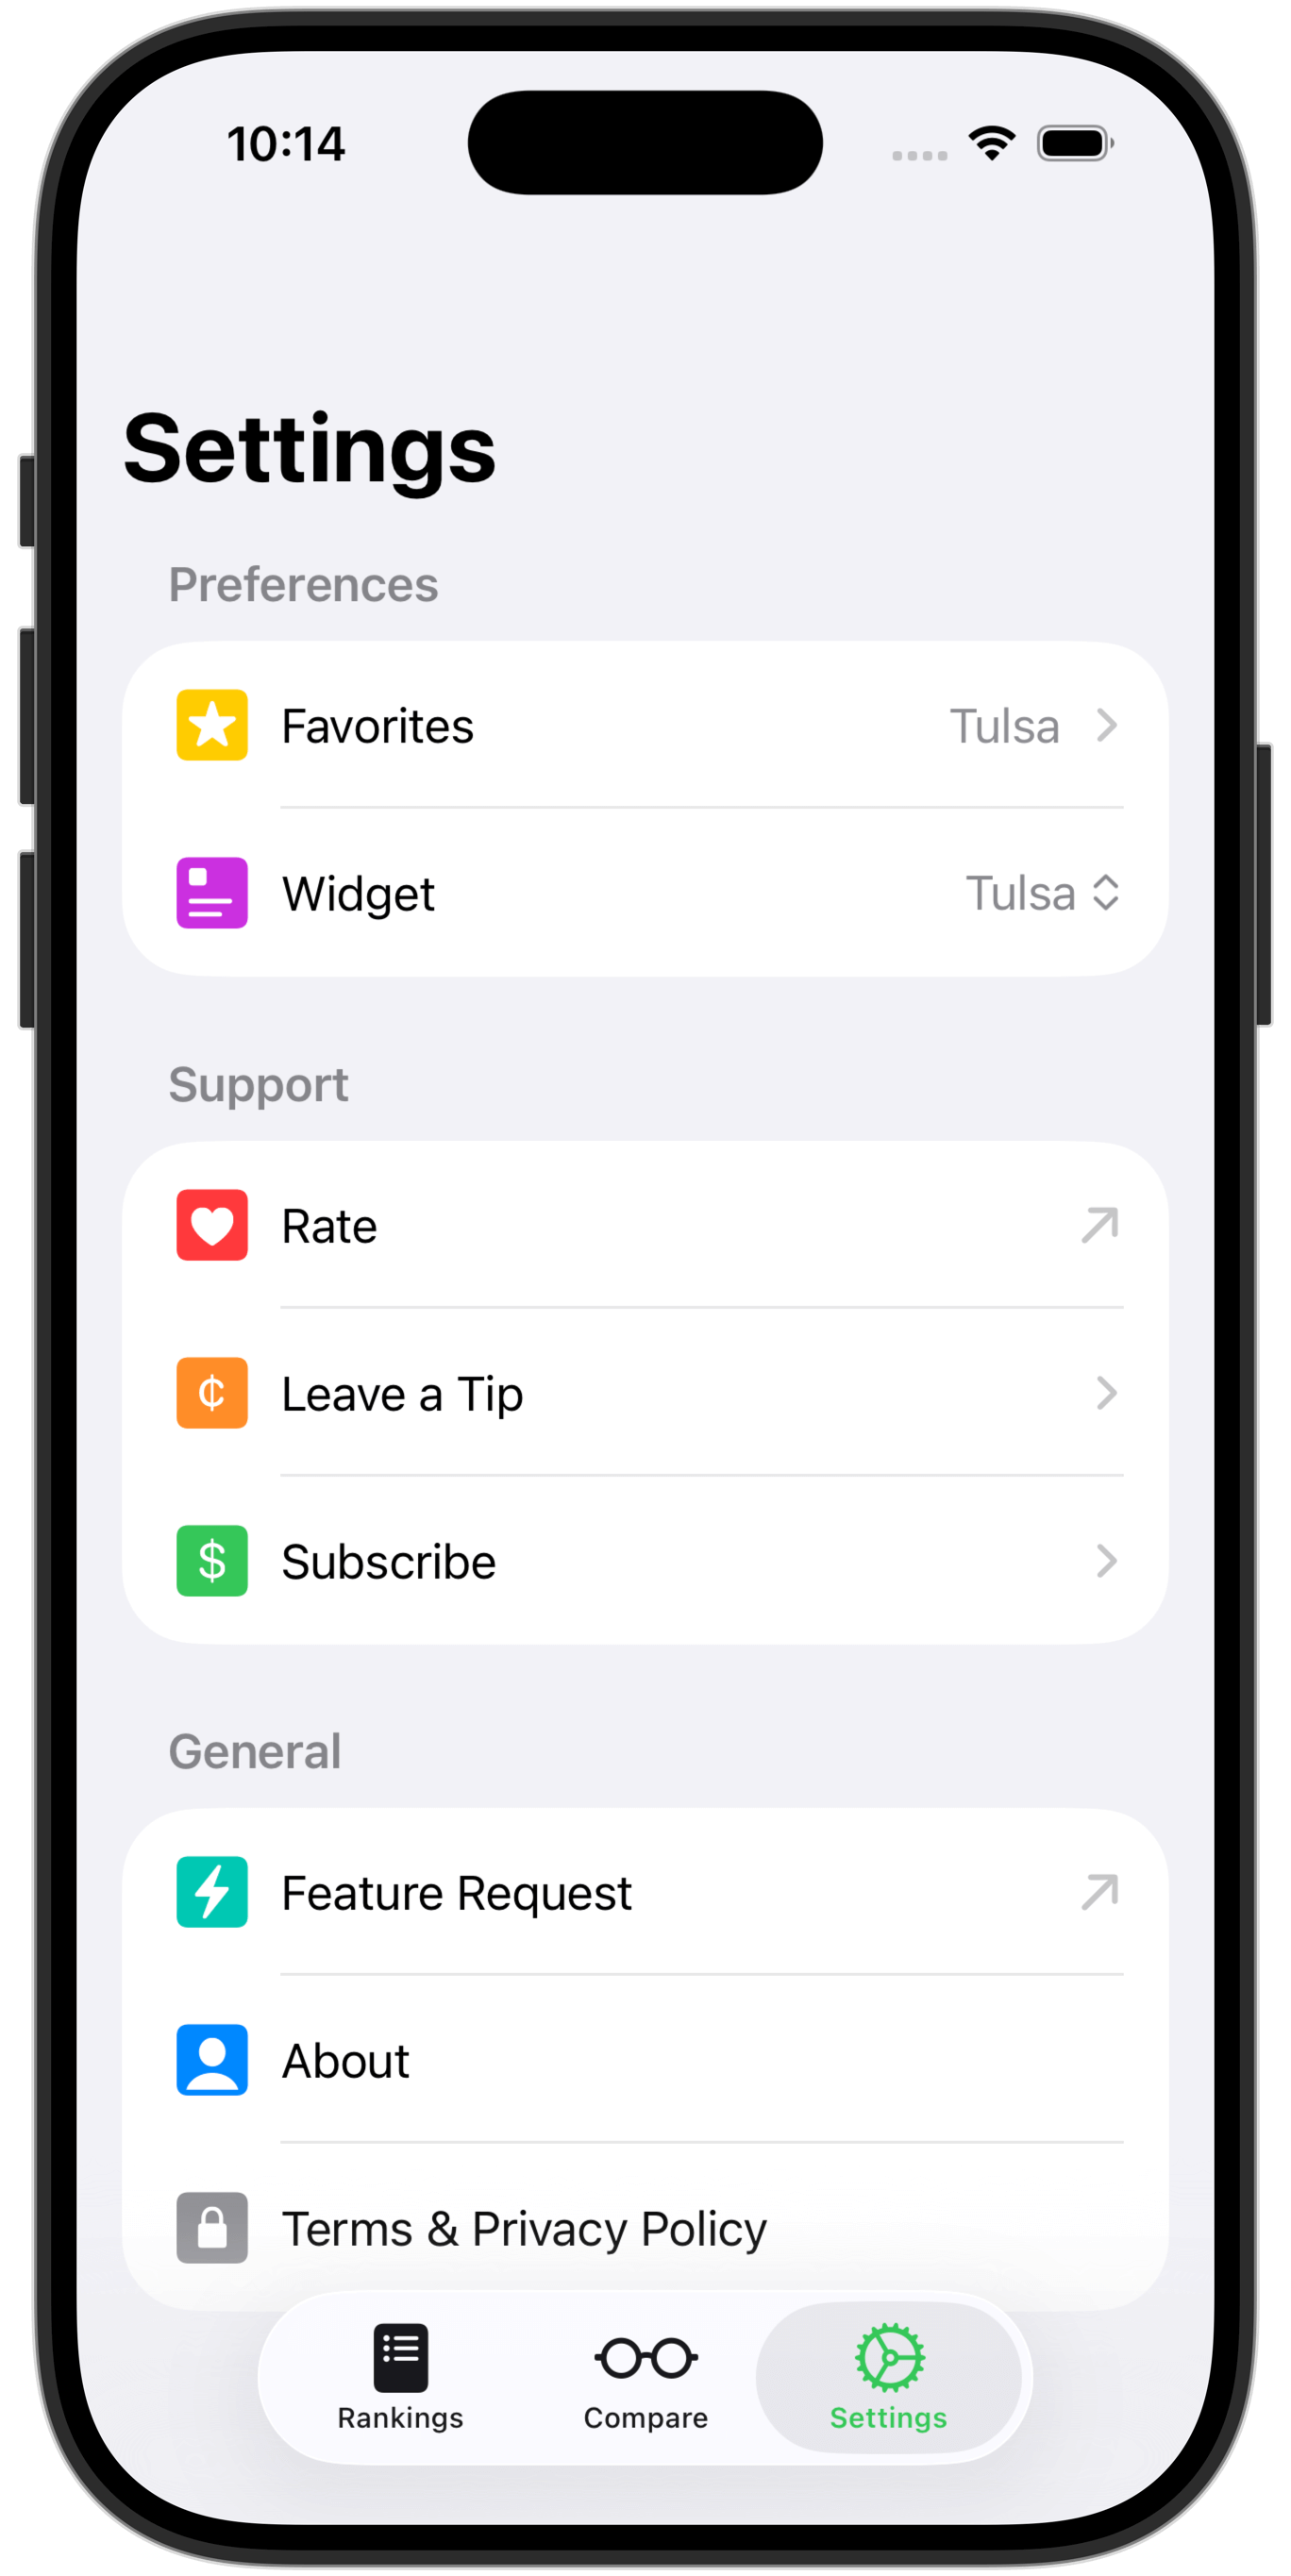 10:14
Settings
Preferences
Favorites Tulsa
Widget Tulsa
Support
Rate
¢ Leave a Tip
$ Subscribe
General
Feature Request
About
Terms & Privacy Policy
Rankings Compare Settings